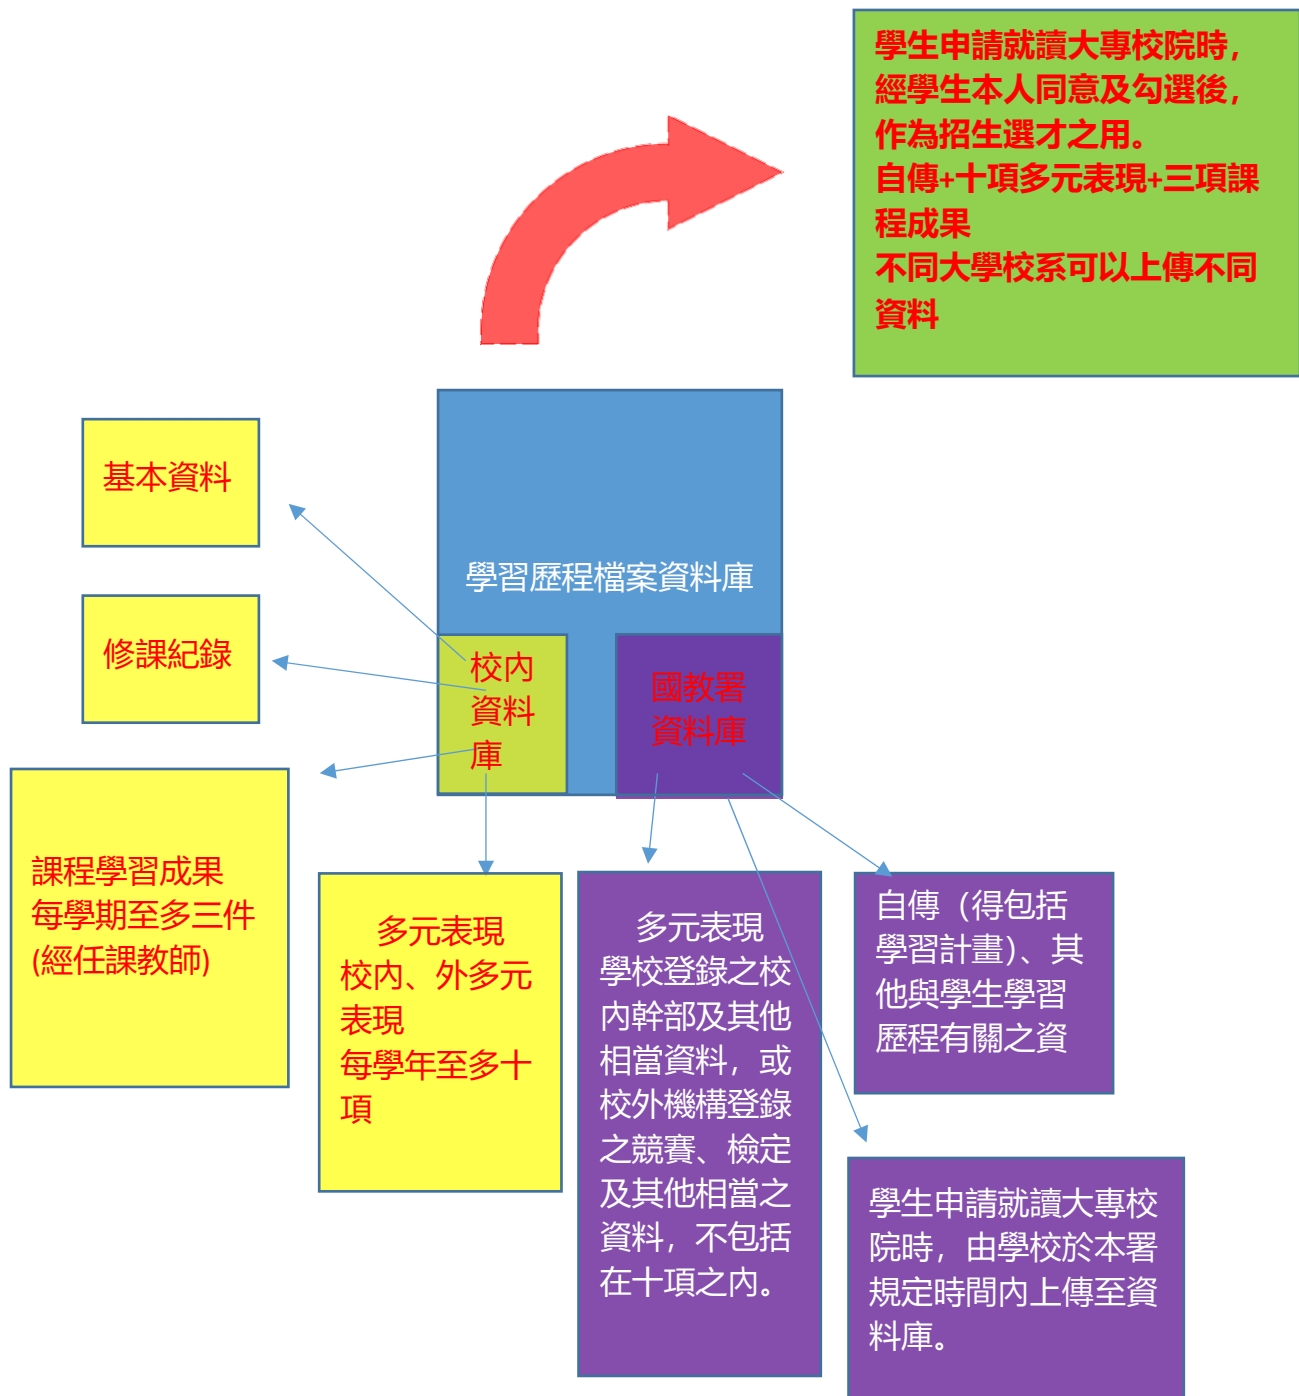 學生申請就讀大專校院時，
經學生本人同意及勾選後，
作為招生選才之用。
自傳+十項多元表現+三項課
程成果
不同大學校系可以上傳不同
資料
基本資料
學習歷程檔案資料庫
修課紀錄
校內
資料
庫
國教署
資料庫
課程學習成果
每學期至多三件
(經任課教師)
多元表現
校內、外多元
表現
每學年至多十
項
多元表現
學校登錄之校
內幹部及其他
相當資料，或
校外機構登錄
之競賽、檢定
及其他相當之
資料，不包括
在十項之內。
自傳（得包括
學習計畫）、其
他與學生學習
歷程有關之資
學生申請就讀大專校
院時，由學校於本署
規定時間內上傳至資
料庫。